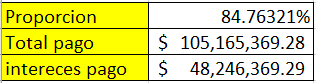 Proporcion 84.76321%
Total pago $ 105,165,369.28
intereces pago $ 48,246,369.29